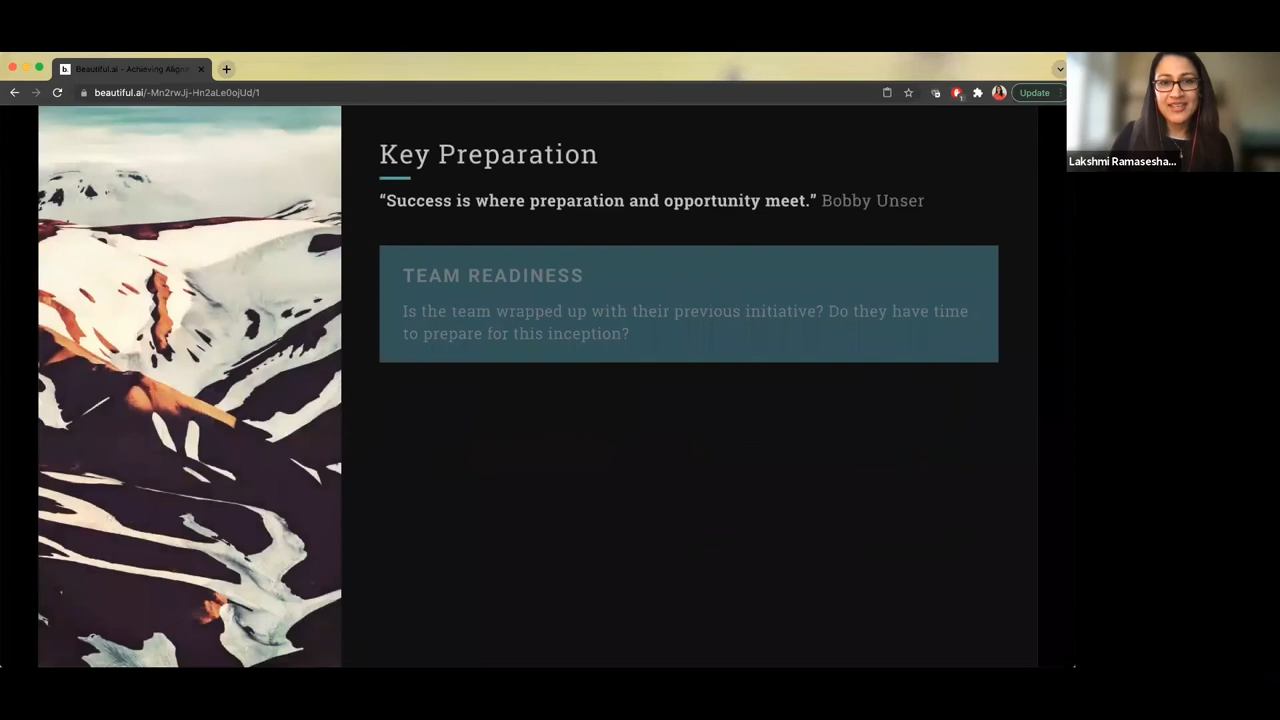 Beautiful.ai - Achieving Align
beautiful.ai/-Mn2rwJj-Hn2aLe0ojUd/1
Update
Lakshmi Ramasesha...
Key Preparation
“Success is where preparation and opportunity meet.” Bobby Unser
TEAM READINESS
Is the team wrapped up with their previous initiative? Do they have time
to prepare for this inception?